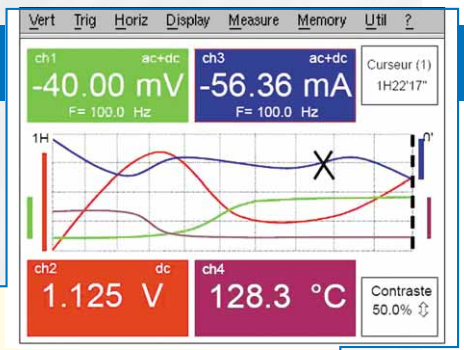 Vert Trig Horiz Display Measure Memory Util ?
ch1 ac+dc
-40.00 mV
F= 100.0 Hz
ch3 ac+dc
-56.36 mA
F= 100.0 Hz
Curseur (1)
1H22'17"
1H
0'
ch2 dc
1.125 V
ch4
128.3 °C
Contraste
50.0% ⇳